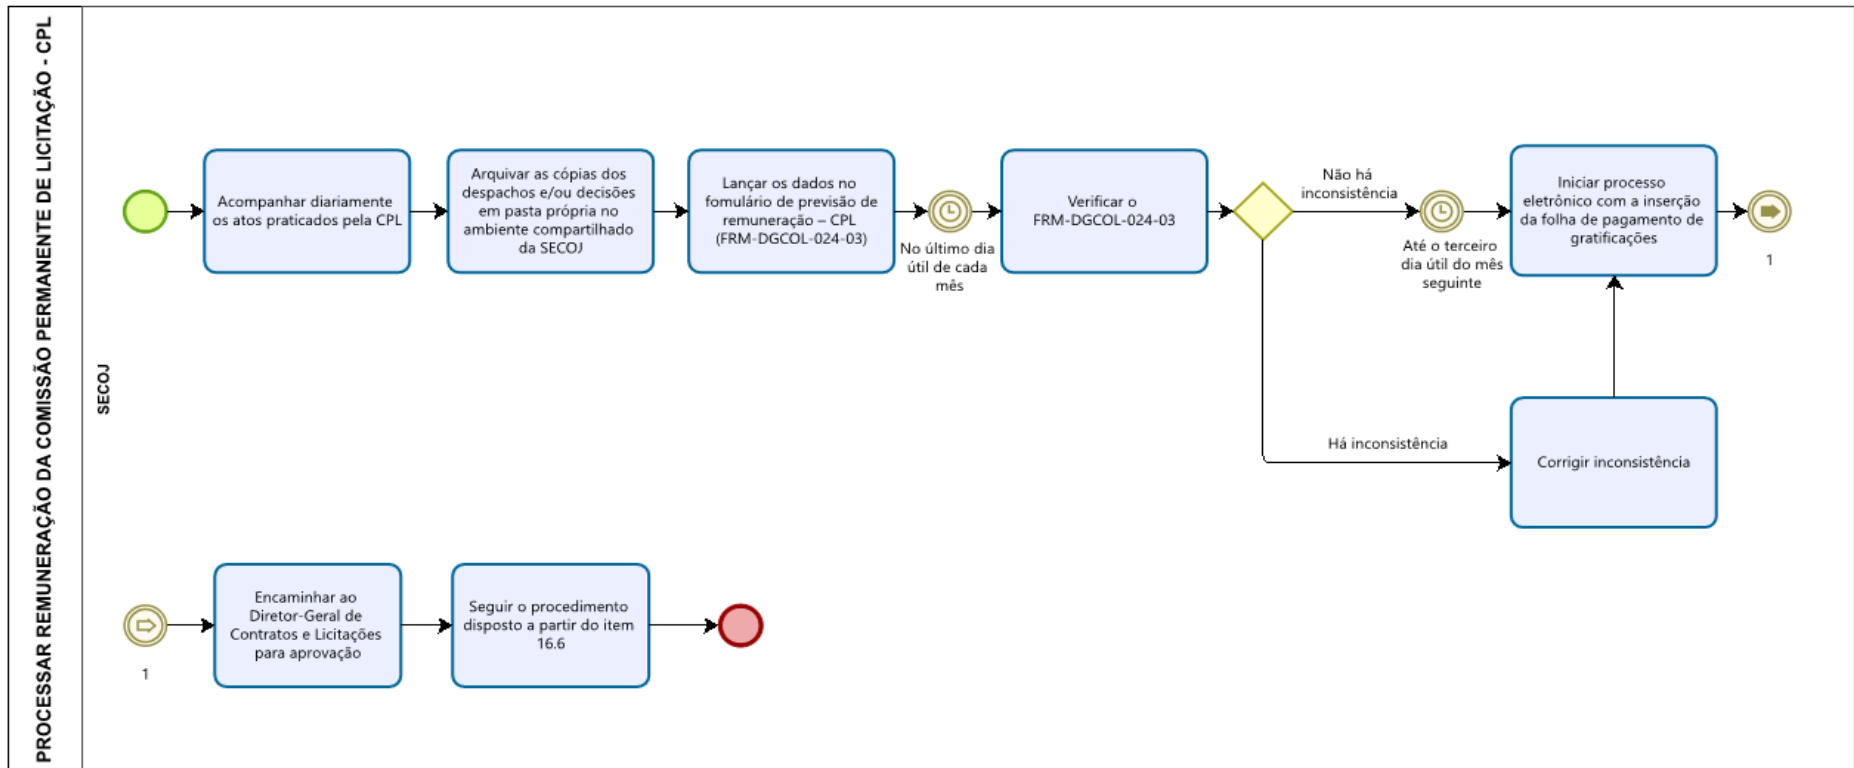 PROCESSAR REMUNERAÇÃO DA COMISSÃO PERMANENTE DE LICITAÇÃO - CPL
SECOJ
Acompanhar diariamente
os atos praticados pela CPL
Arquivar as cópias dos
despachos e/ou decisões
em pasta própria no
ambiente compartilhado
da SECOJ
Lançar os dados no
fomulário de previsão de
remuneração – CPL
(FRM-DGCOL-024-03)
No último dia
útil de cada
mês
Verificar o
FRM-DGCOL-024-03
Não há
inconsistência
Até o terceiro
dia útil do mês
seguinte
Iniciar processo
eletrônico com a inserção
da folha de pagamento de
gratificações
1
Há inconsistência
Corrigir inconsistência
1
Encaminhar ao
Diretor-Geral de
Contratos e Licitações
para aprovação
Seguir o procedimento
disposto a partir do item
16.6